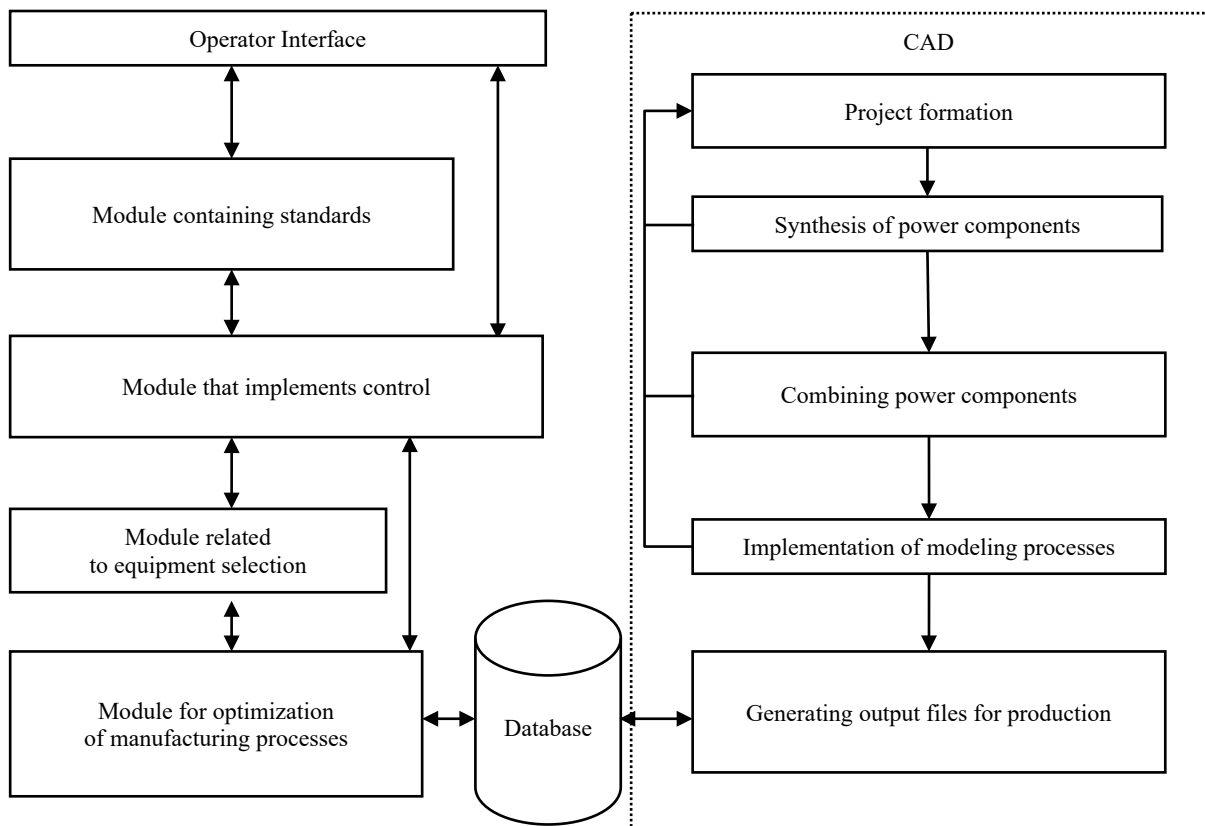 Operator Interface
Module containing standards
Module that implements control
Module related
to equipment selection
Module for optimization
of manufacturing processes
Database
CAD
Project formation
Synthesis of power components
Combining power components
Implementation of modeling processes
Generating output files for production